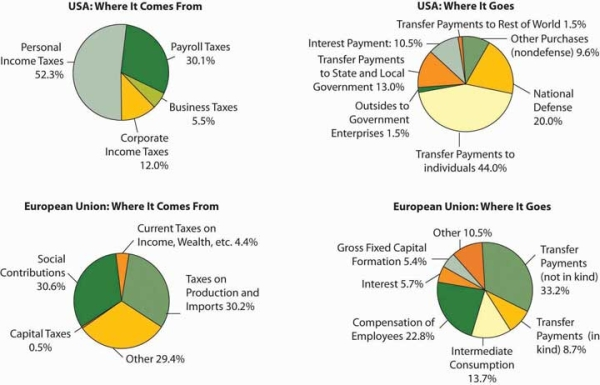 USA: Where It Comes From
Personal
Income Taxes
52.3%
Payroll Taxes
30.1%
Business Taxes
5.5%
Corporate
Income Taxes
12.0%
USA: Where It Goes
Transfer Payments to Rest of World 1.5%
Interest Payment: 10.5%
Other Purchases
(nondefense) 9.6%
Transfer Payments
to State and Local
Government 13.0%
National
Defense
20.0%
Outsides to
Government
Enterprises 1.5%
Transfer Payments to
individuals 44.0%
European Union: Where It Comes From
Current Taxes on
Income, Wealth, etc. 4.4%
Social
Contributions
30.6%
Taxes on
Production and
Imports 30.2%
Capital Taxes
0.5%
Other 29.4%
European Union: Where It Goes
Other 10.5%
Gross Fixed Capital
Formation 5.4%
Transfer
Payments
(not in kind)
33.2%
Interest 5.7%
Compensation of
Employees 22.8%
Transfer
Payments (in
kind) 8.7%
Intermediate
Consumption
13.7%